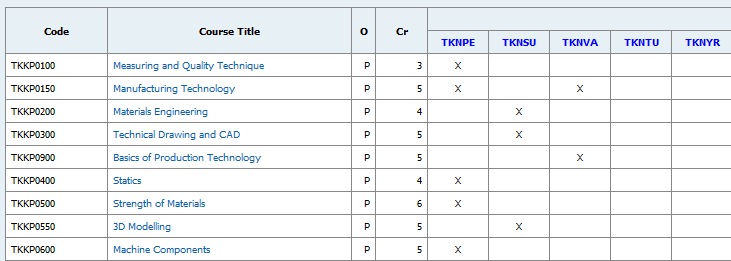 Code Course Title O Cr
TKNPE TKNSU TKNVA TKNTU TKNYR
TKKP0100 Measuring and Quality Technique P 3 X
TKKP0150 Manufacturing Technology P 5 X X
TKKP0200 Materials Engineering P 4 X
TKKP0300 Technical Drawing and CAD P 5 X
TKKP0900 Basics of Production Technology P 5 X
TKKP0400 Statics P 4 X
TKKP0500 Strength of Materials P 6 X
TKKP0550 3D Modelling P 5 X
TKKP0600 Machine Components P 5 X